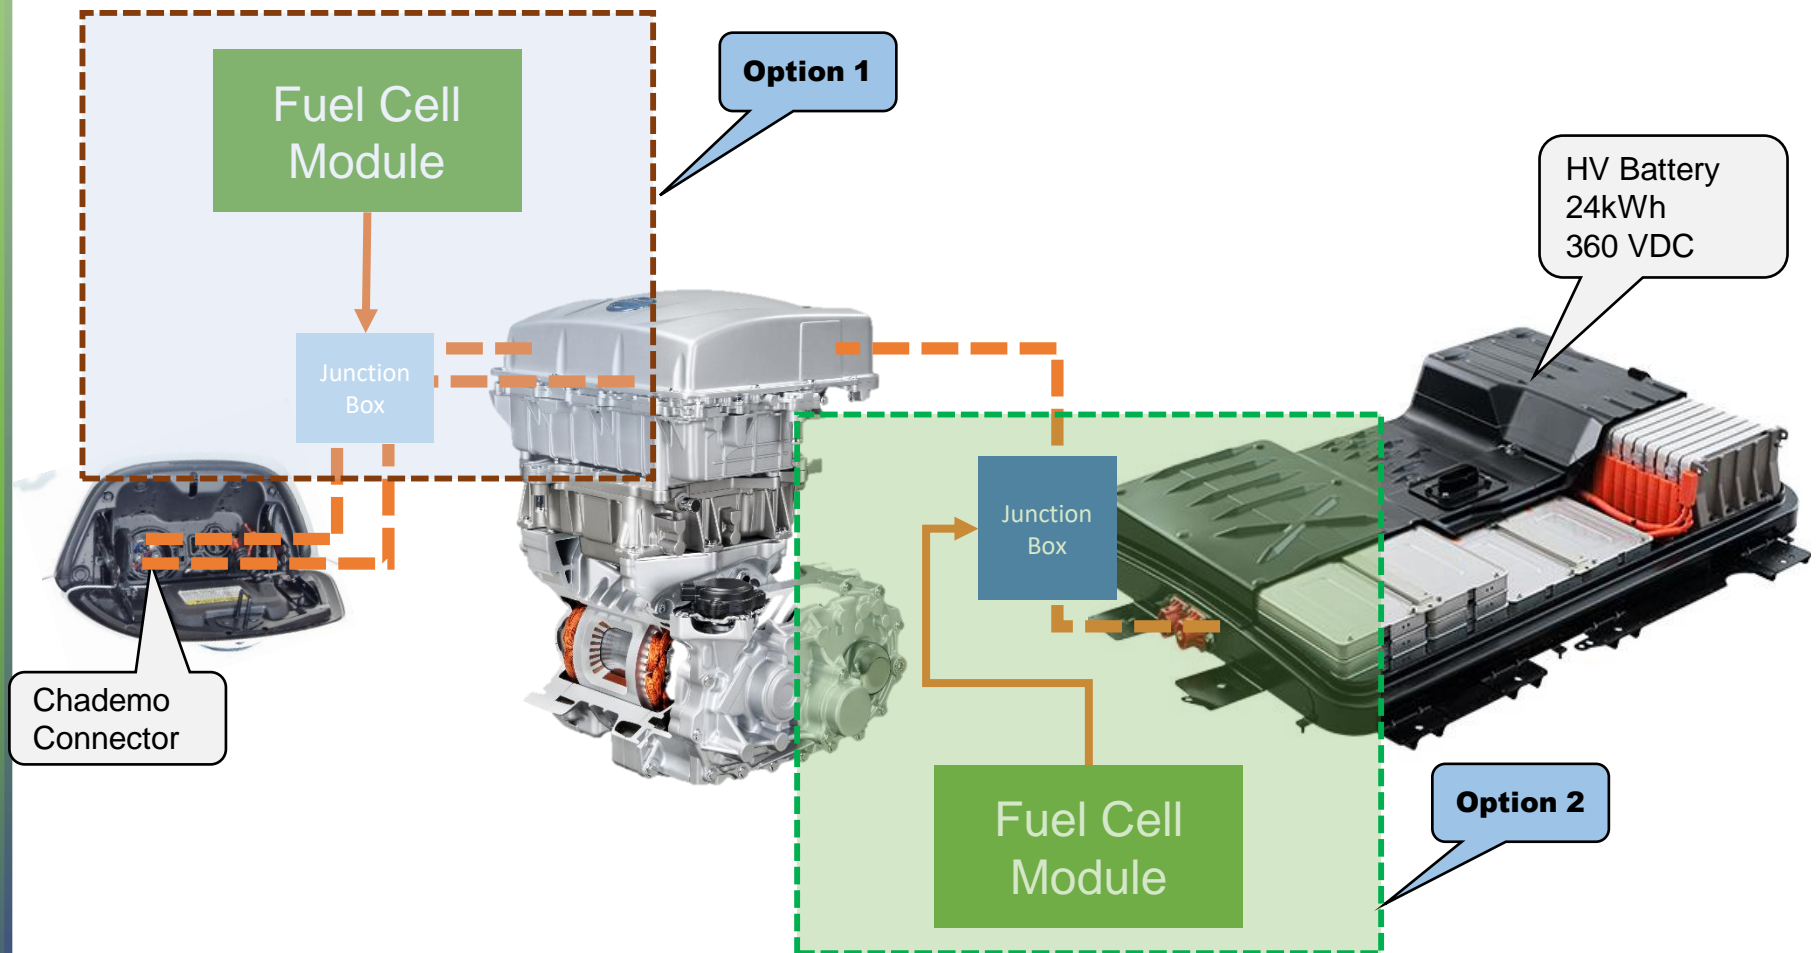 Fuel Cell
Module
Option 1
HV Battery
24kWh
360 VDC
Junction
Box
Junction
Box
Chademo
Connector
Fuel Cell
Module
Option 2